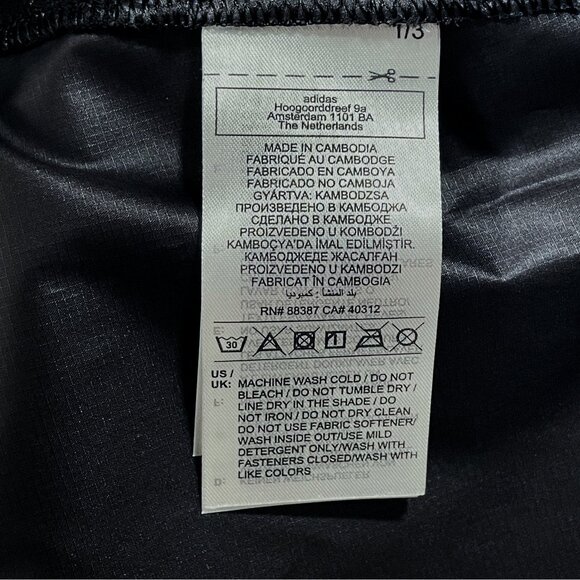 1/3
adidas
Hoogoorddreef 9a
Amsterdam 1101 BA
The Netherlands
MADE IN CAMBODIA
FABRIQUÉ AU CAMBODGE
FABRICADO EN CAMBOYA
FABRICADO NO CAMBOJA
GYÁRTVA: KAMBODZSA
ПРОИЗВЕДЕНО В КАМБОДЖА
СДЕЛАНО В КАМБОДЖЕ
PROIZVEDENO U KOMBODŽI
KAMBOÇYA'DA İMAL EDİLMİŞTİR.
КАМБОДЖЕДЕ ЖАСАЛҒАН
PROIZVEDENO U KAMBODZI
FABRICAT ÎN CAMBOGIA
بلد المنشأ: كمبوديا
RN# 88387 CA# 40312
30
US /
UK: MACHINE WASH COLD / DO NOT
BLEACH / DO NOT TUMBLE DRY /
LINE DRY IN THE SHADE / DO
NOT IRON / DO NOT DRY CLEAN
DO NOT USE FABRIC SOFTENER/
WASH INSIDE OUT/USE MILD
DETERGENT ONLY/WASH WITH
FASTENERS CLOSED/WASH WITH
LIKE COLORS